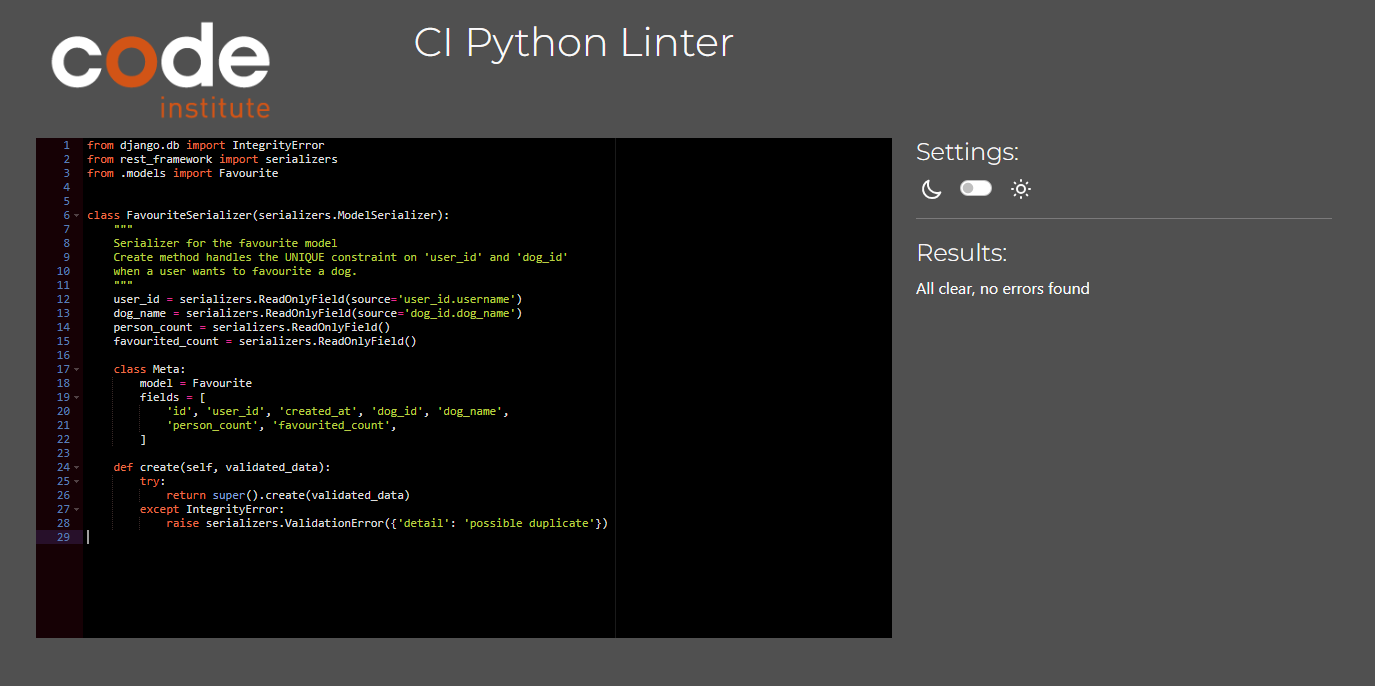 code
institute
CI Python Linter
1 from django.db import IntegrityError
2 from rest_framework import serializers
3 from .models import Favourite
4
5
6 class FavouriteSerializer(serializers.ModelSerializer):
7     """
8     Serializer for the favourite model
9     Create method handles the UNIQUE constraint on 'user_id' and 'dog_id'
10     when a user wants to favourite a dog.
11     """
12     user_id = serializers.ReadOnlyField(source='user_id.username')
13     dog_name = serializers.ReadOnlyField(source='dog_id.dog_name')
14     person_count = serializers.ReadOnlyField()
15     favourited_count = serializers.ReadOnlyField()
16
17     class Meta:
18         model = Favourite
19         fields = [
20             'id', 'user_id', 'created_at', 'dog_id', 'dog_name',
21             'person_count', 'favourited_count',
22         ]
23
24     def create(self, validated_data):
25         try:
26             return super().create(validated_data)
27         except IntegrityError:
28             raise serializers.ValidationError({'detail': 'possible duplicate'})
29
Settings:
Results:
All clear, no errors found